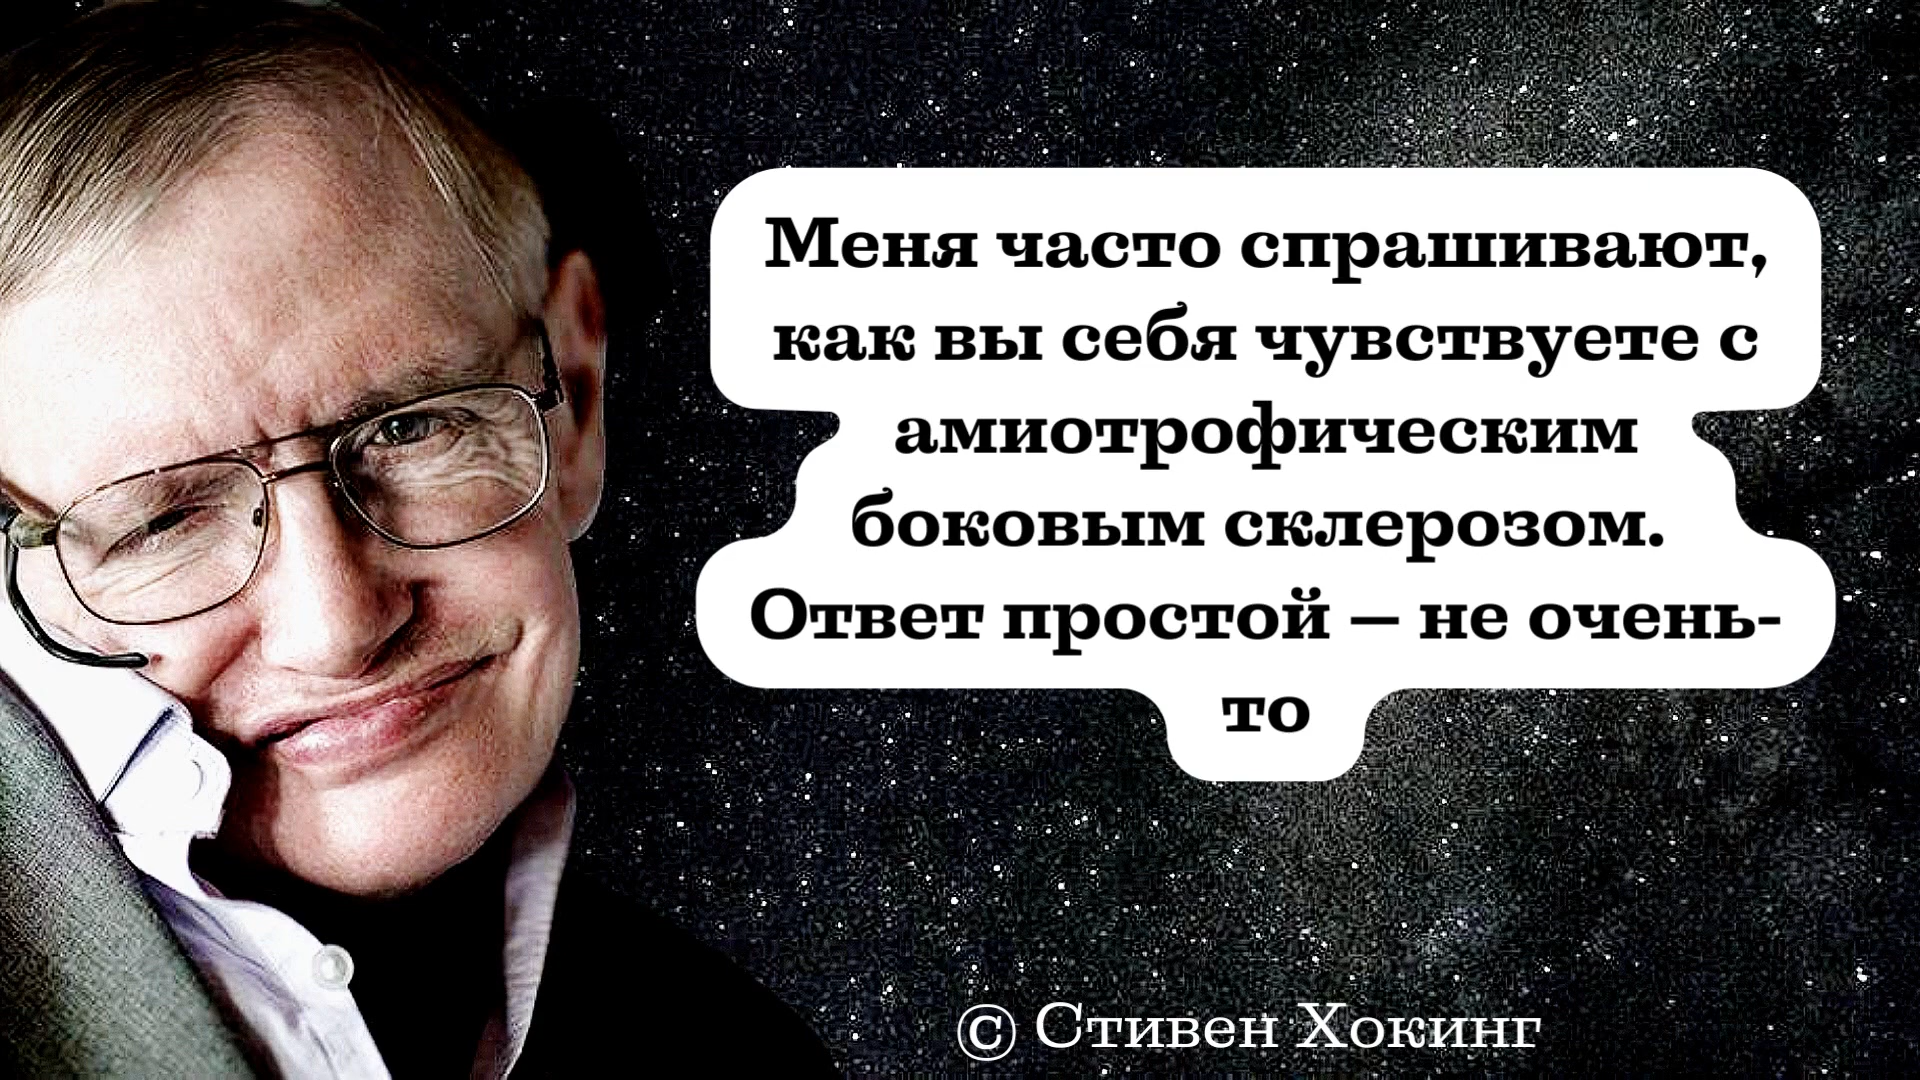 Меня часто спрашивают,
как вы себя чувствуете с
амиотрофическим
боковым склерозом.
Ответ простой — не очень-
то
© Стивен Хокинг